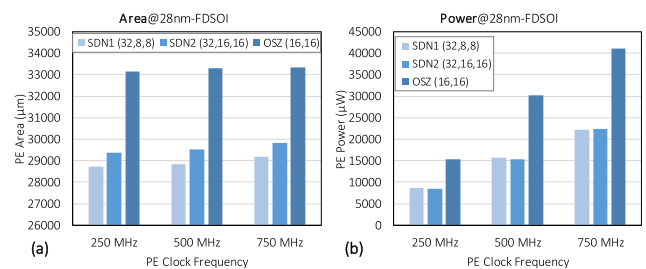 Area@28nm-FDSOI
SDN1 (32,8,8) SDN2 (32,16,16) OSZ (16,16)
35000
34000
33000
32000
31000
30000
29000
28000
27000
26000
PE Area (µm)
250 MHz 500 MHz 750 MHz
(a)
PE Clock Frequency
Power@28nm-FDSOI
SDN1 (32,8,8)
SDN2 (32,16,16)
OSZ (16,16)
45000
40000
35000
30000
25000
20000
15000
10000
5000
0
PE Power (µW)
250 MHz 500 MHz 750 MHz
(b)
PE Clock Frequency